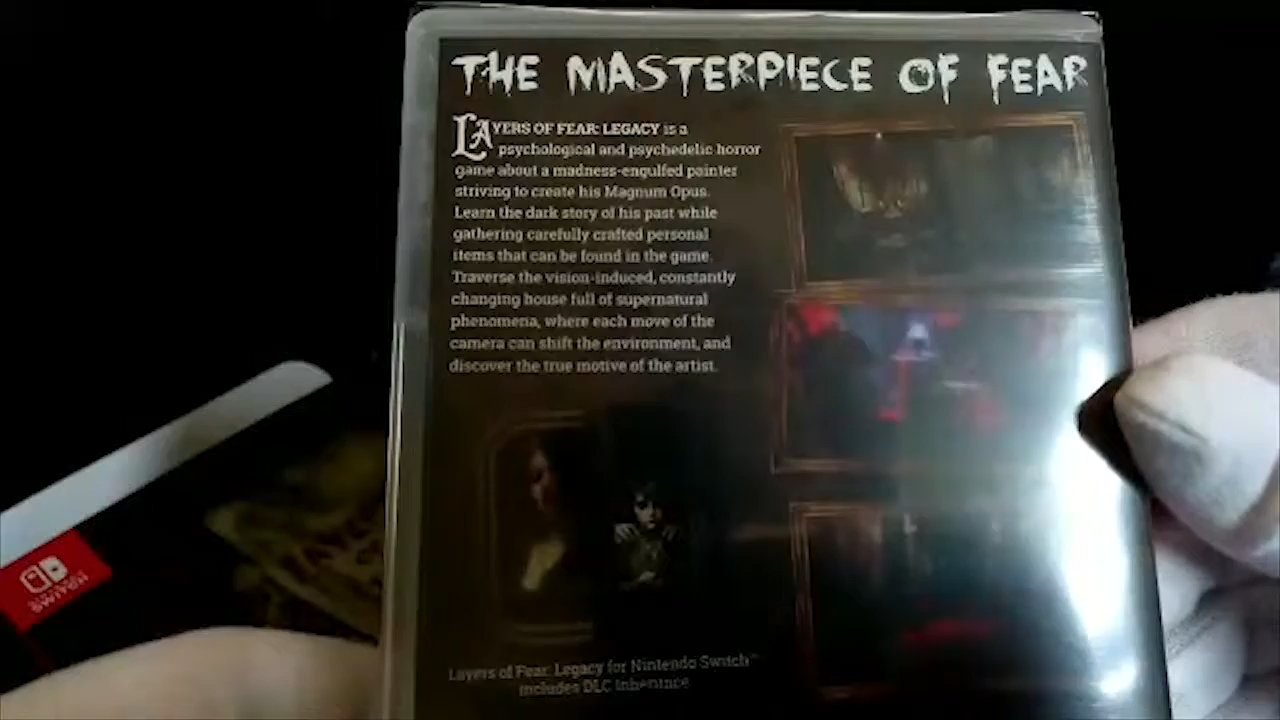 THE MASTERPIECE OF FEAR
LAYERS OF FEAR: LEGACY is a
psychological and psychedelic horror
game about a madness-engulfed painter
striving to create his Magnum Opus.
Learn the dark story of his past while
gathering carefully crafted personal
items that can be found in the game.
Traverse the vision-induced, constantly
changing house full of supernatural
phenomena, where each move of the
camera can shift the environment, and
discover the true motive of the artist.
Layers of Fear: Legacy for Nintendo Switch™
includes DLC